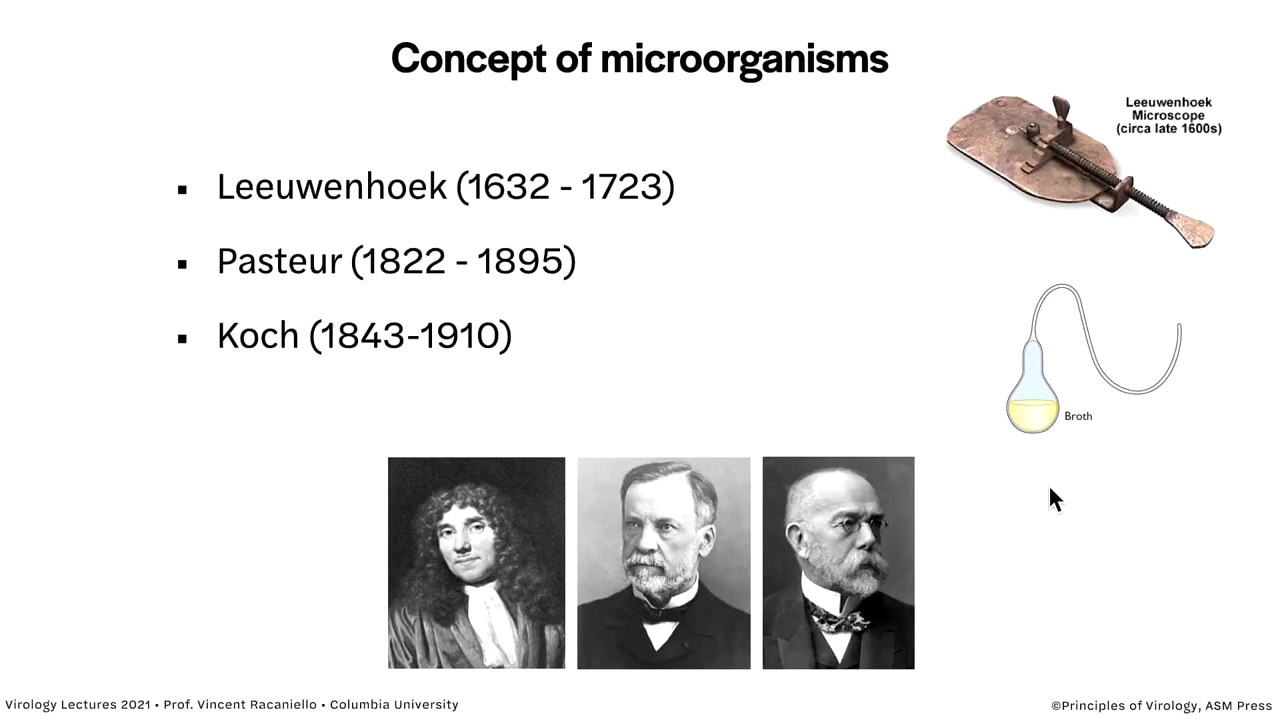 Concept of microorganisms
Leeuwenhoek
Microscope
(circa late 1600s)
▪ Leeuwenhoek (1632 - 1723)
▪ Pasteur (1822 - 1895)
▪ Koch (1843-1910)
Broth
Virology Lectures 2021 • Prof. Vincent Racaniello • Columbia University
©Principles of Virology, ASM Press